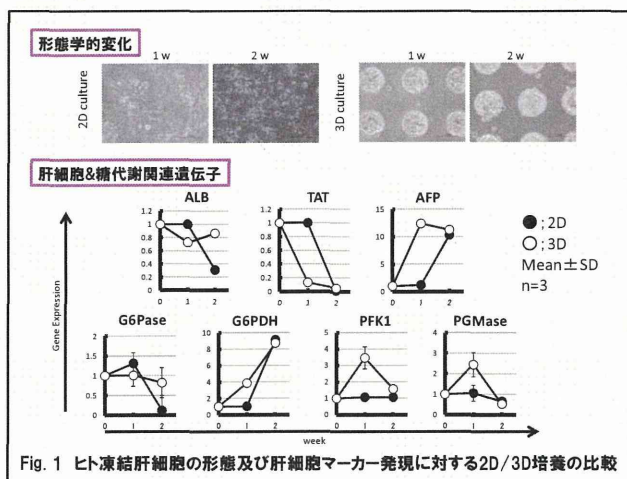 形態学的変化
1 w 2 w 1 w 2 w
2D culture
3D culture
肝細胞&糖代謝関連遺伝子
ALB TAT AFP
1.2 1.2 15
1 1
0.8 0.8 10
0.6 0.6
0.4 0.4 5
0.2 0.2
0 0
0 1 2 0 1 2 0 1 2
●;2D
○;3D
Mean±SD
n=3
Gene Expression
G6Pase G6PDH PFK1 PGMase
2 10 5 4
1.5 8 4 3
1 6 3 2
0.5 4 2 1
0 2 1 0
0 0
0 1 2 0 1 2 0 1 2 0 1 2
week
Fig. 1 ヒト凍結肝細胞の形態及び肝細胞マーカー発現に対する2D/3D培養の比較